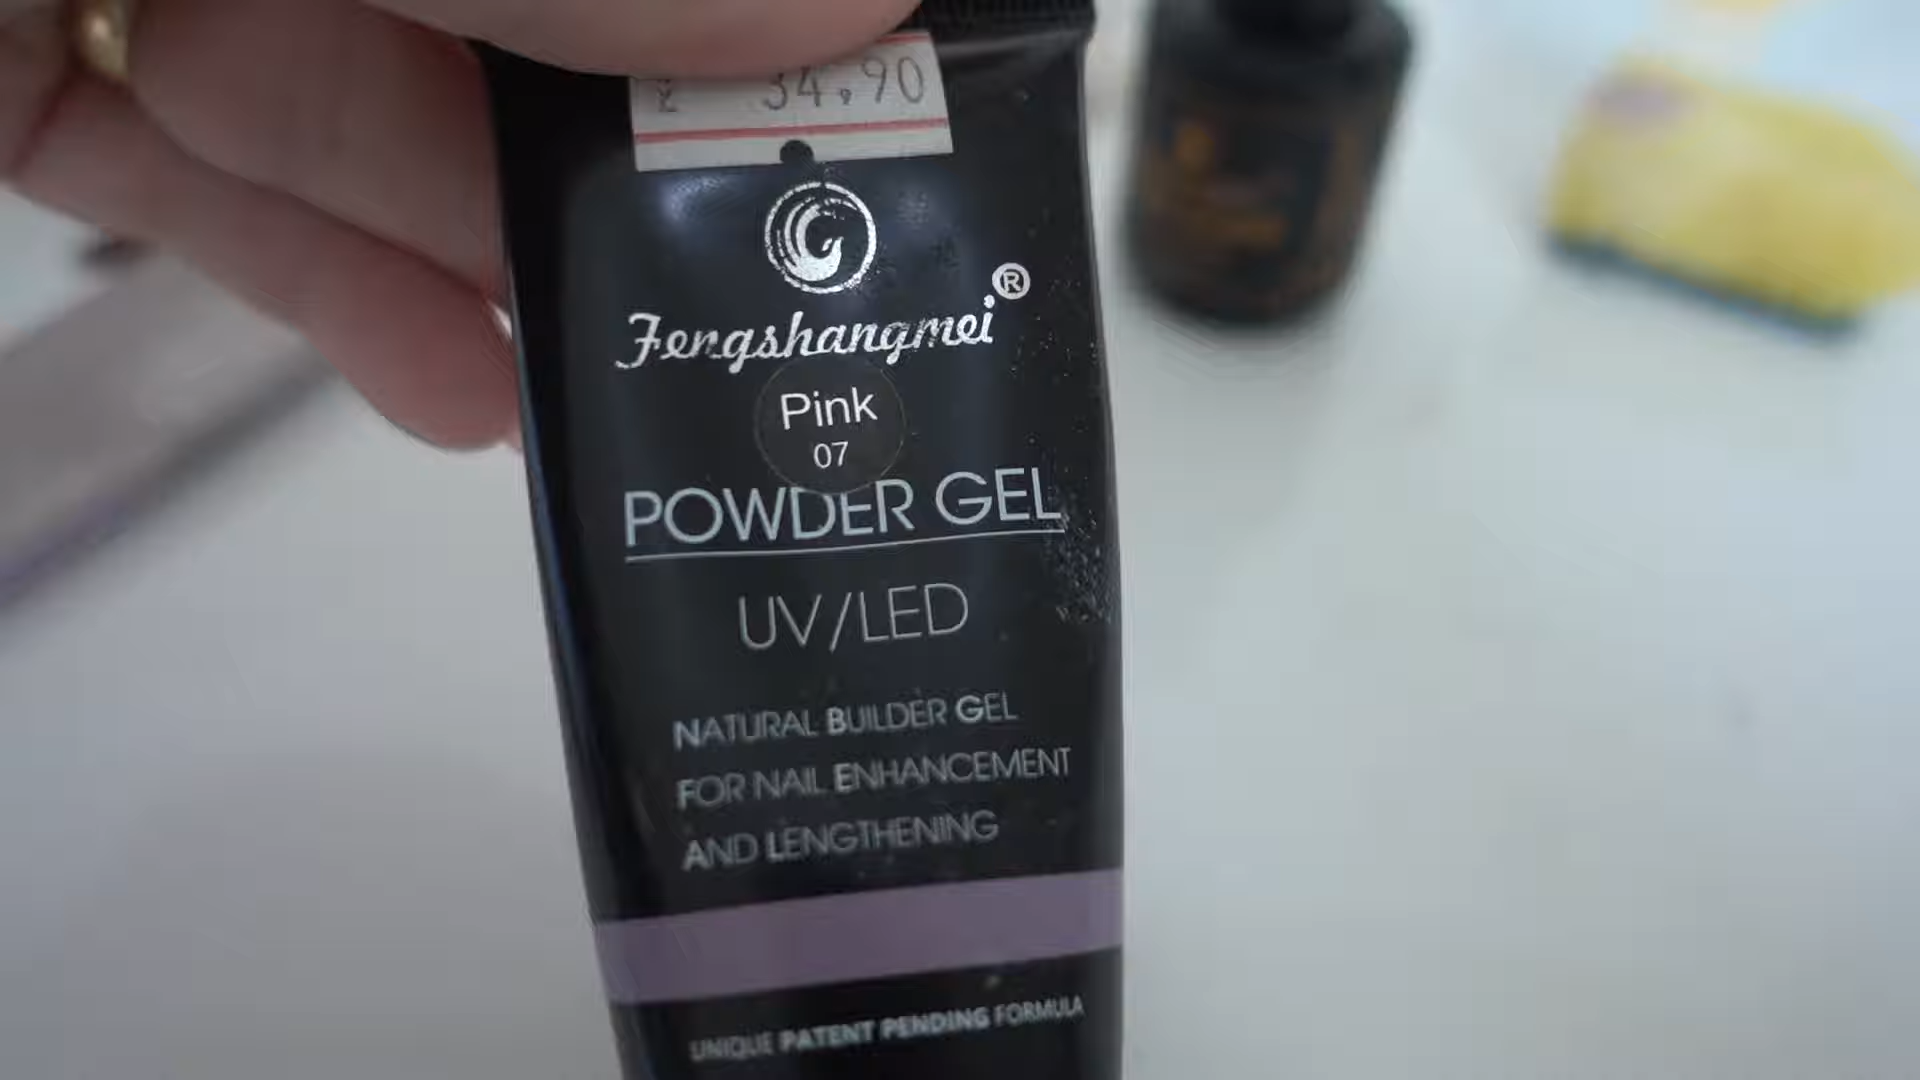 34,90
Fengshangmei®
Pink
07
POWDER GEL
UV/LED
NATURAL BUILDER GEL
FOR NAIL ENHANCEMENT
AND LENGTHENING
UNIQUE PATENT PENDING FORMULA